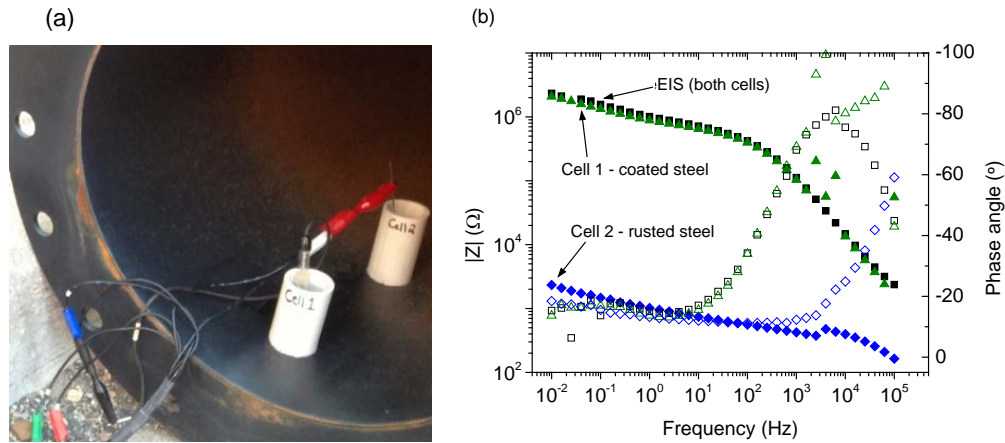 (a)
(b)
Cell 1
Cell 2
EIS (both cells)
Cell 1 - coated steel
Cell 2 - rusted steel
|Z| (Ω)
10⁶
10⁴
10²
10⁻² 10⁻¹ 10⁰ 10¹ 10² 10³ 10⁴ 10⁵
Frequency (Hz)
-100
-80
-60
-40
-20
0
Phase angle (º)